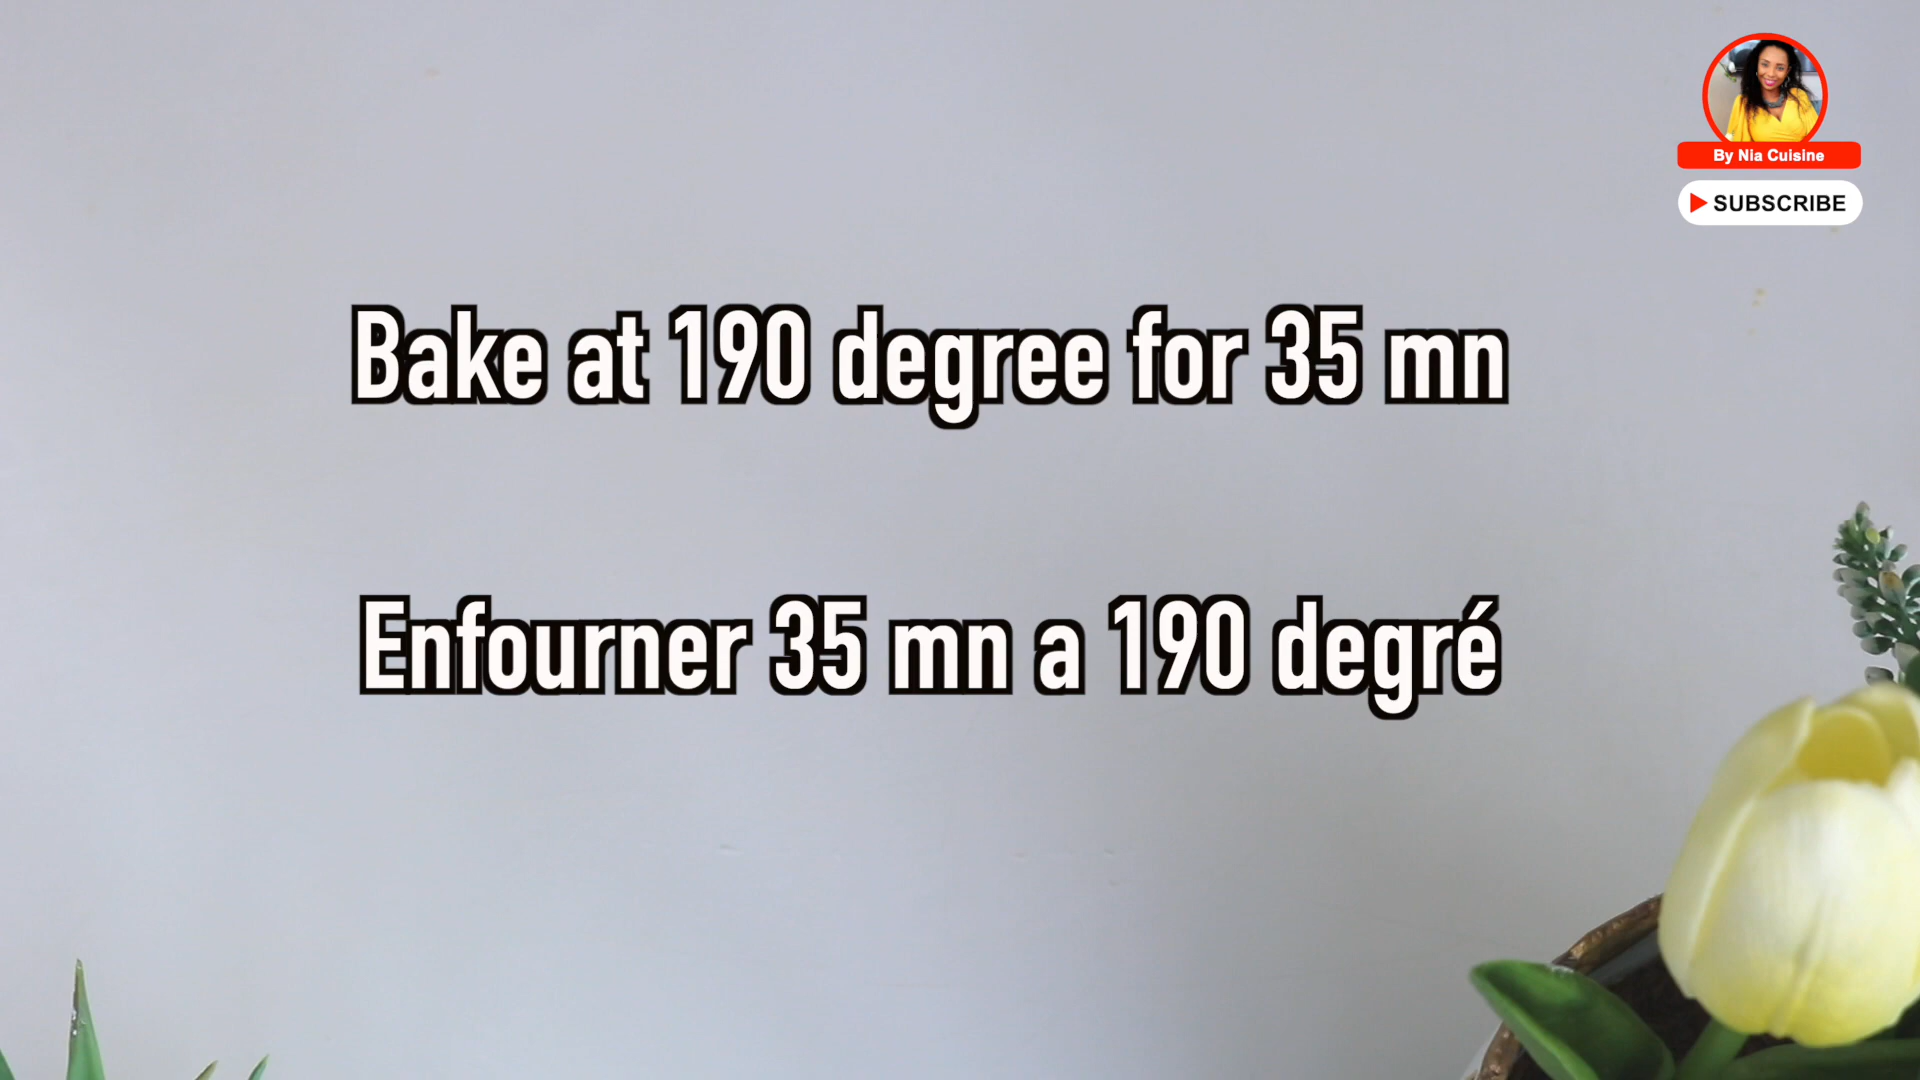 By Nia Cuisine
SUBSCRIBE
Bake at 190 degree for 35 mn
Enfourner 35 mn a 190 degré